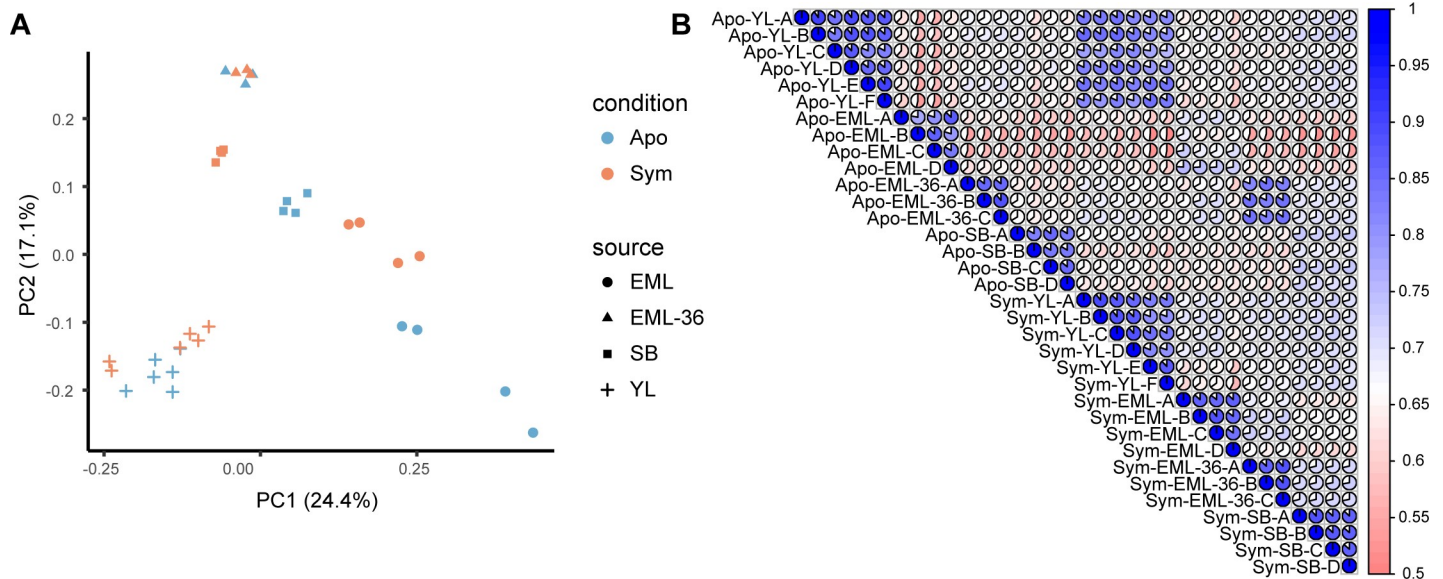 A
0.2
0.1
0.0
-0.1
-0.2
PC2 (17.1%)
-0.25
0.00
0.25
PC1 (24.4%)
condition
Apo
Sym
source
EML
EML-36
SB
YL
B
Apo-YL-A
Apo-YL-B
Apo-YL-C
Apo-YL-D
Apo-YL-E
Apo-YL-F
Apo-EML-A
Apo-EML-B
Apo-EML-C
Apo-EML-D
Apo-EML-36-A
Apo-EML-36-B
Apo-EML-36-C
Apo-SB-A
Apo-SB-B
Apo-SB-C
Apo-SB-D
Sym-YL-A
Sym-YL-B
Sym-YL-C
Sym-YL-D
Sym-YL-E
Sym-YL-F
Sym-EML-A
Sym-EML-B
Sym-EML-C
Sym-EML-D
Sym-EML-36-A
Sym-EML-36-B
Sym-EML-36-C
Sym-SB-A
Sym-SB-B
Sym-SB-C
Sym-SB-D
1
0.95
0.9
0.85
0.8
0.75
0.7
0.65
0.6
0.55
0.5